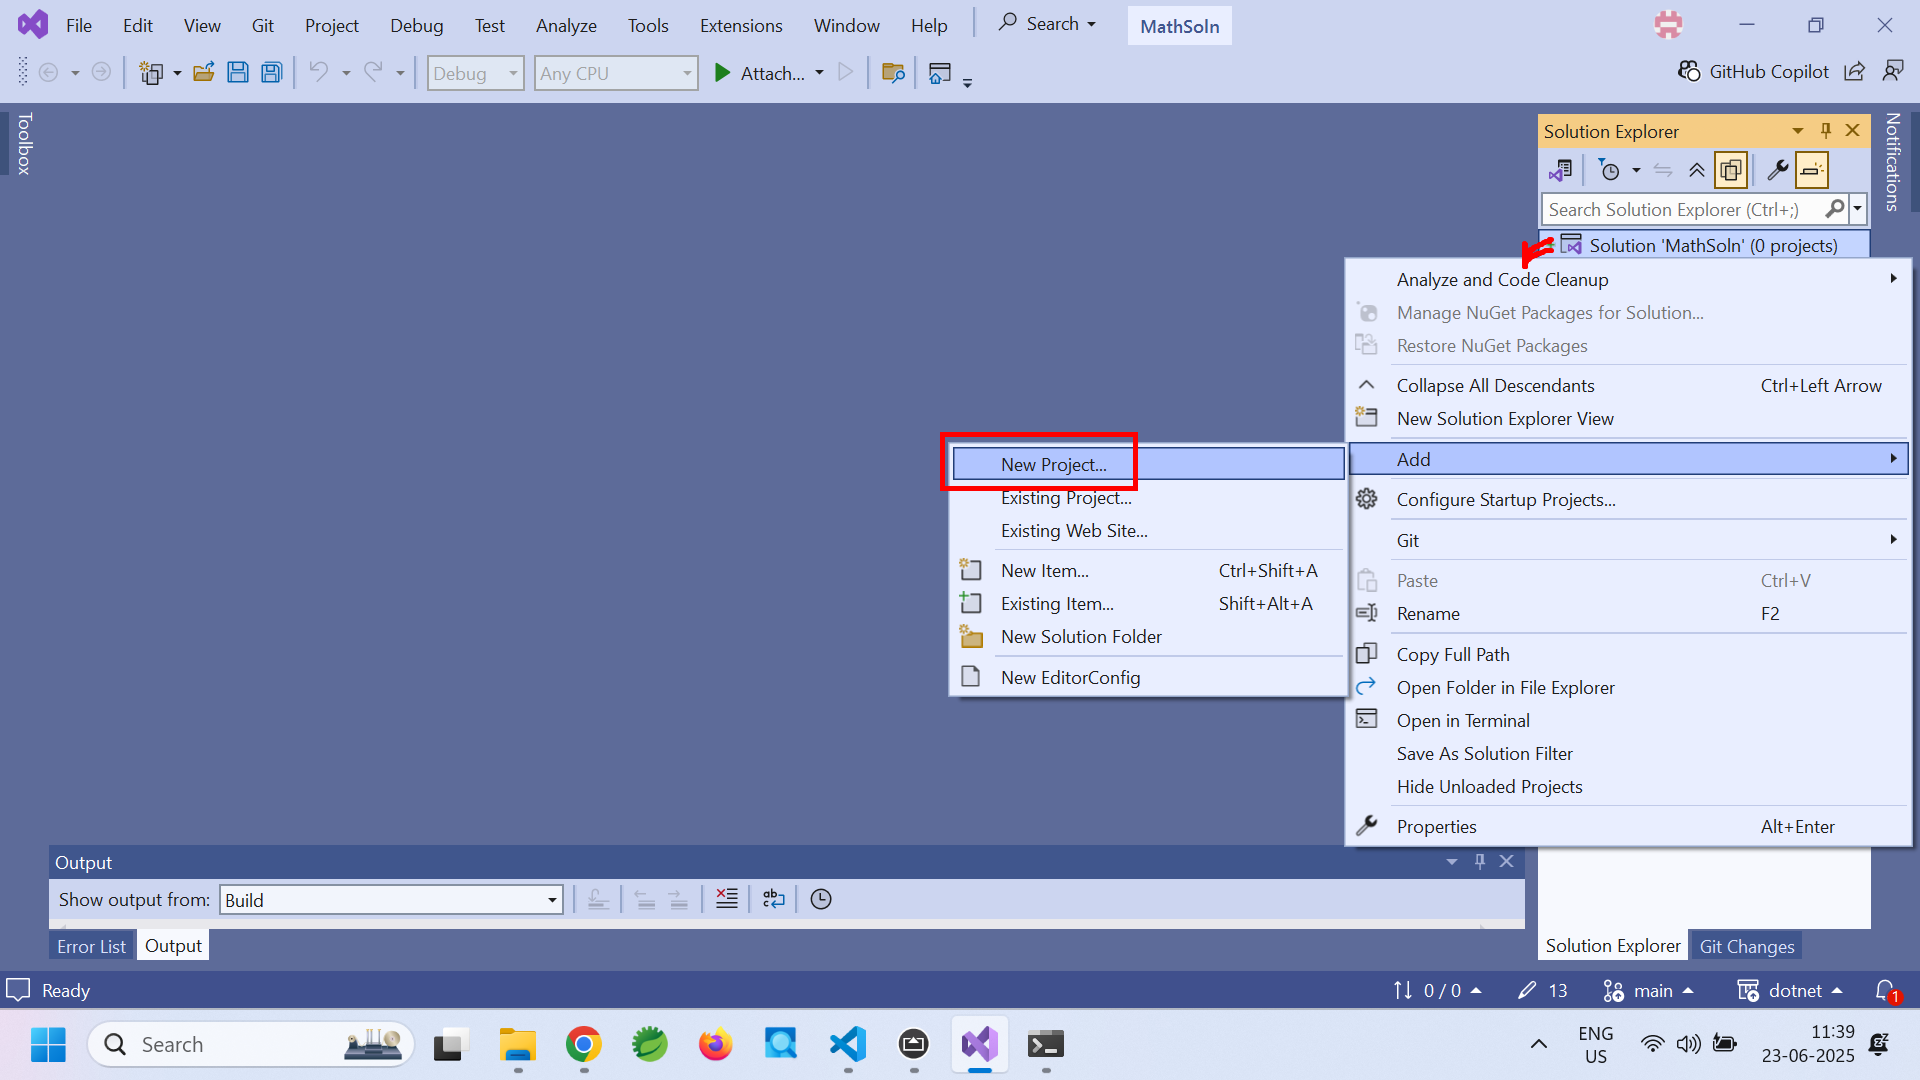 File Edit View Git Project Debug Test Analyze Tools Extensions Window Help Search MathSoln
Debug Any CPU Attach... GitHub Copilot
Toolbox
Solution Explorer
Notifications
Search Solution Explorer (Ctrl+;)
Solution 'MathSoln' (0 projects)
Analyze and Code Cleanup
Manage NuGet Packages for Solution...
Restore NuGet Packages
Collapse All Descendants Ctrl+Left Arrow
New Solution Explorer View
Add
Configure Startup Projects...
Git
Paste Ctrl+V
Rename F2
Copy Full Path
Open Folder in File Explorer
Open in Terminal
Save As Solution Filter
Hide Unloaded Projects
Properties Alt+Enter
New Project...
Existing Project...
Existing Web Site...
New Item... Ctrl+Shift+A
Existing Item... Shift+Alt+A
New Solution Folder
New EditorConfig
Output
Show output from: Build
Error List Output
Solution Explorer Git Changes
Ready 0 / 0 13 main dotnet 1
Search
ENG
US
11:39
23-06-2025